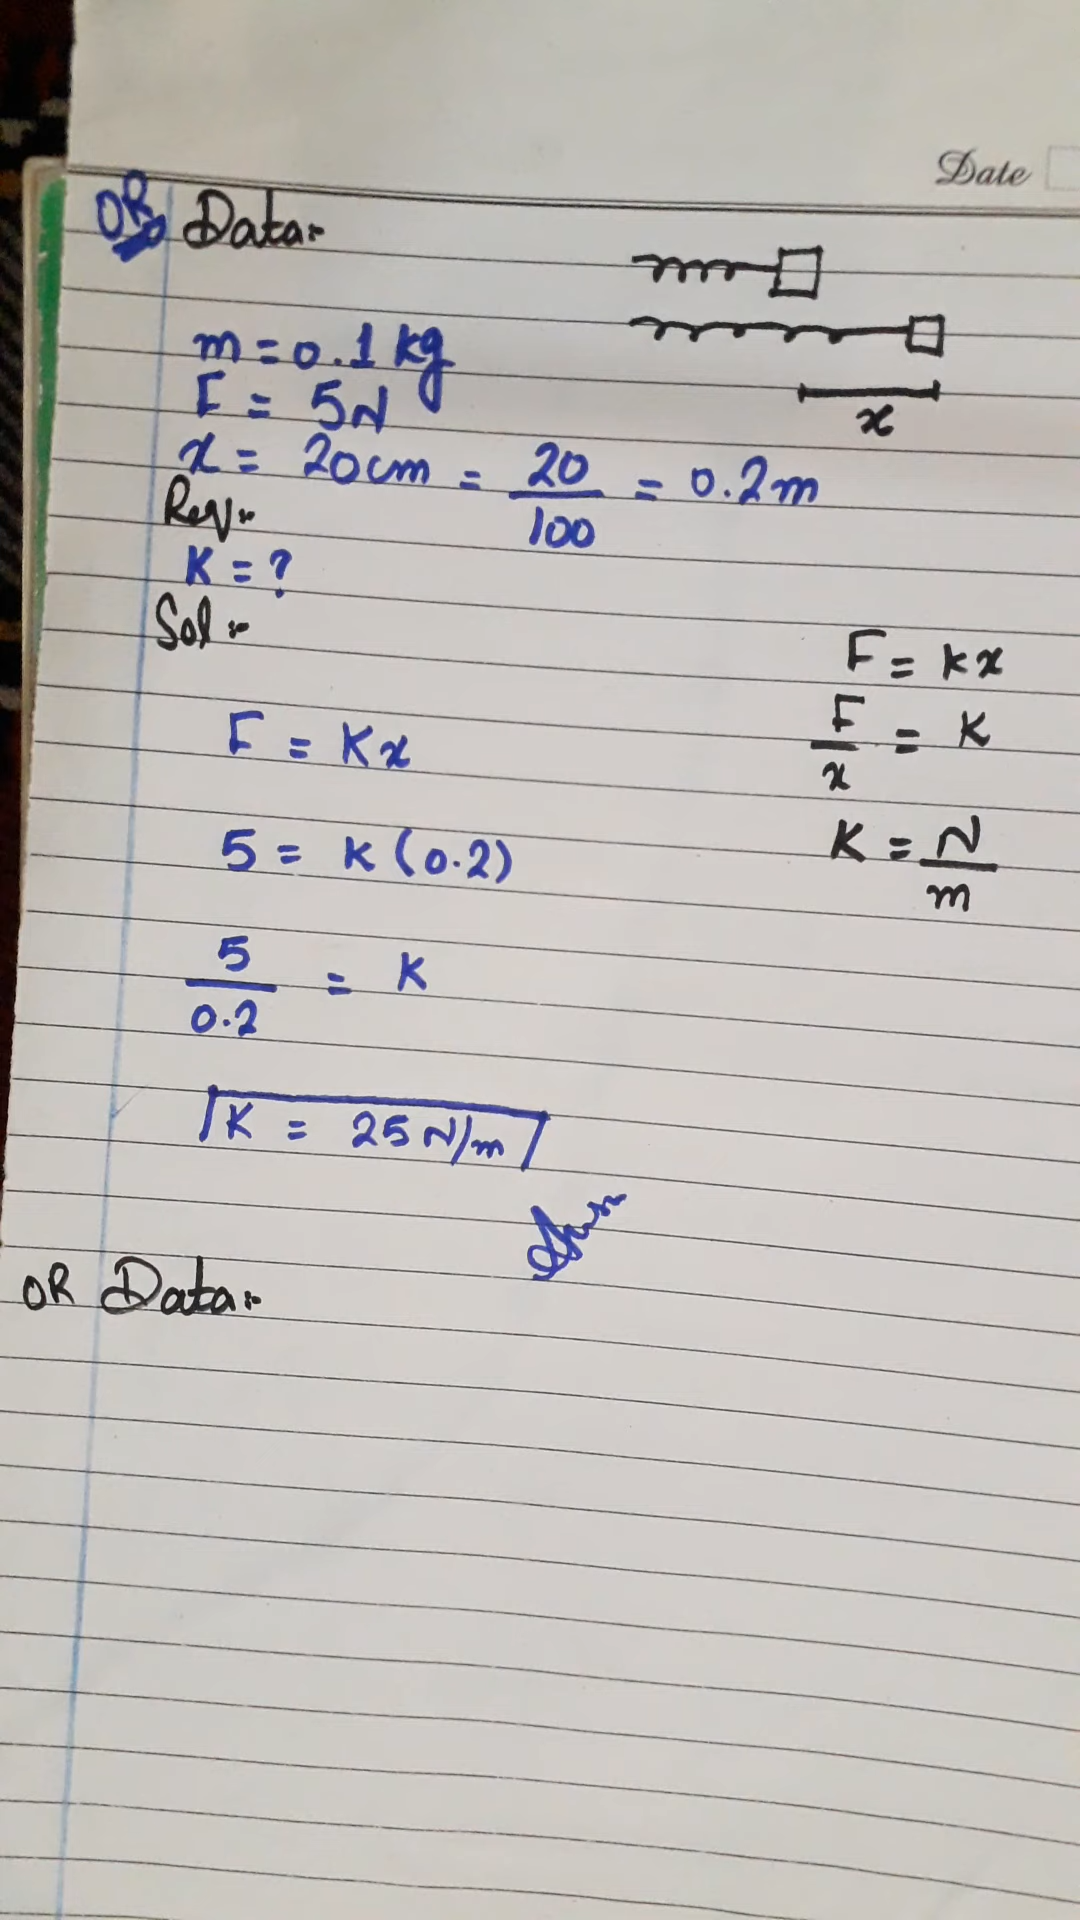 Date
OR Data:-
m = 0.1 kg
F = 5N
x = 20cm = 20/100 = 0.2m
x
Req:-
K = ?
Sol:-
F = Kx
5 = K (0.2)
5/0.2 = K
K = 25 N/m
Ans
F = Kx
F/x = K
K = N/m
OR Data:-